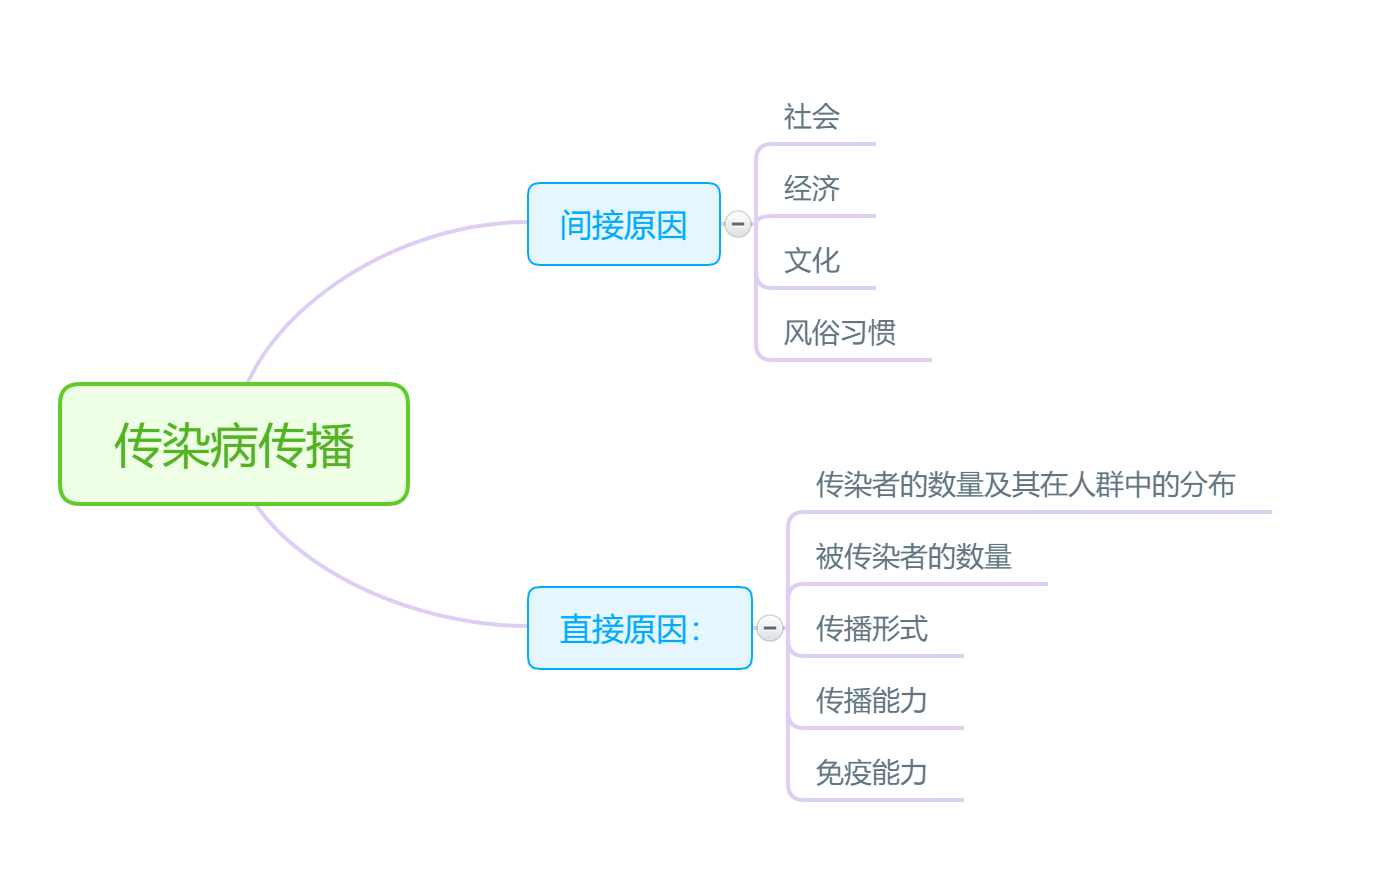 传染病传播
间接原因
社会
经济
文化
风俗习惯
直接原因：
传染者的数量及其在人群中的分布
被传染者的数量
传播形式
传播能力
免疫能力